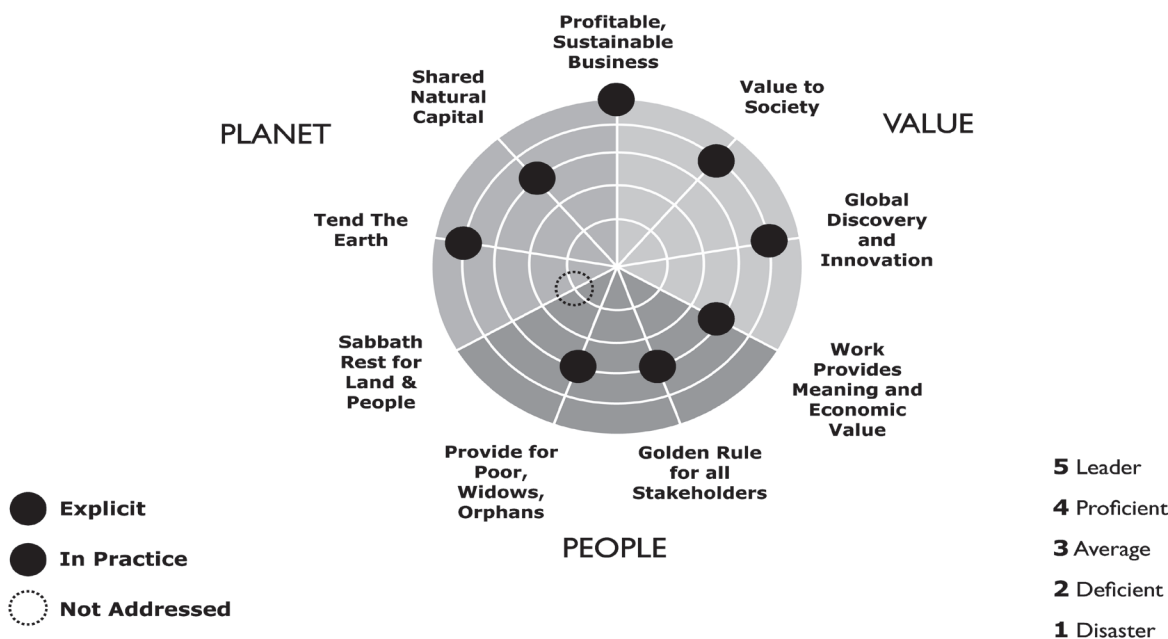 Profitable,
Sustainable
Business
Shared
Natural
Capital
Value to
Society
PLANET
VALUE
Tend The
Earth
Global
Discovery
and
Innovation
Sabbath
Rest for
Land &
People
Work
Provides
Meaning and
Economic
Value
Provide for
Poor,
Widows,
Orphans
Golden Rule
for all
Stakeholders
PEOPLE
Explicit
In Practice
Not Addressed
5 Leader
4 Proficient
3 Average
2 Deficient
1 Disaster